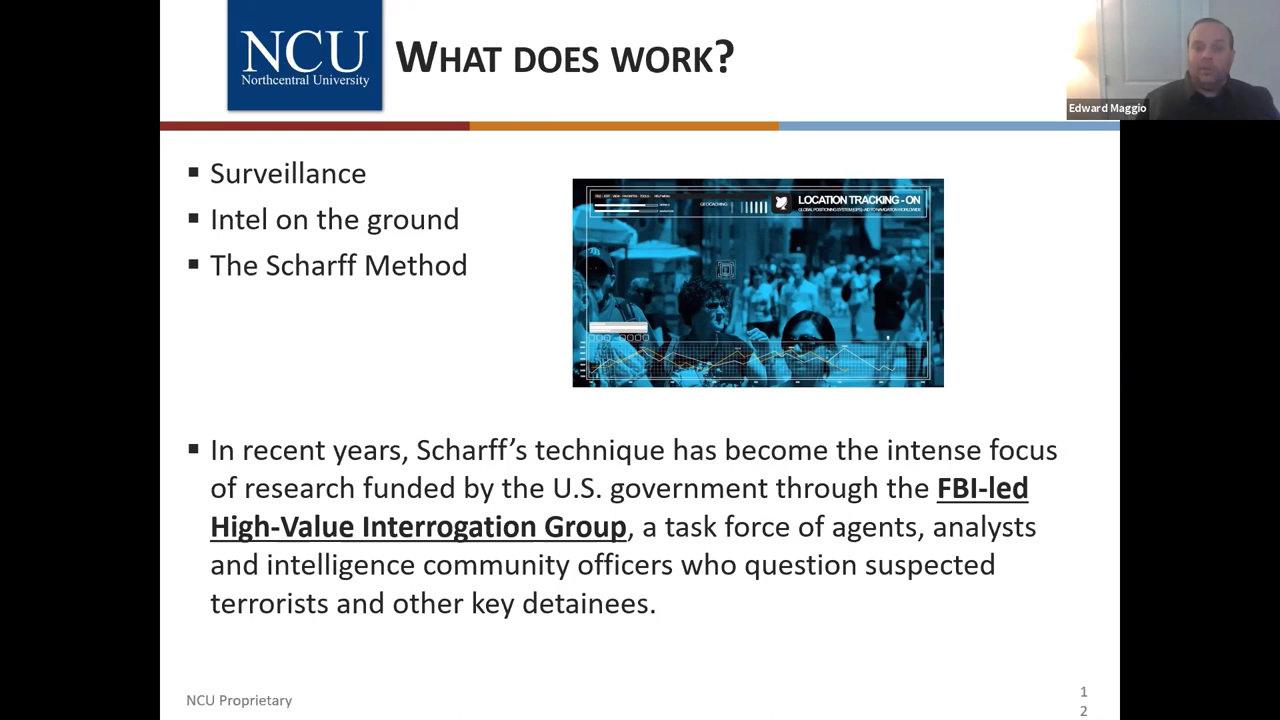 NCU
Northcentral University
WHAT DOES WORK?
Edward Maggio
▪ Surveillance
▪ Intel on the ground
▪ The Scharff Method
LOCATION TRACKING - ON
GEOCACHING
▪ In recent years, Scharff's technique has become the intense focus
of research funded by the U.S. government through the FBI-led
High-Value Interrogation Group, a task force of agents, analysts
and intelligence community officers who question suspected
terrorists and other key detainees.
NCU Proprietary
1
2